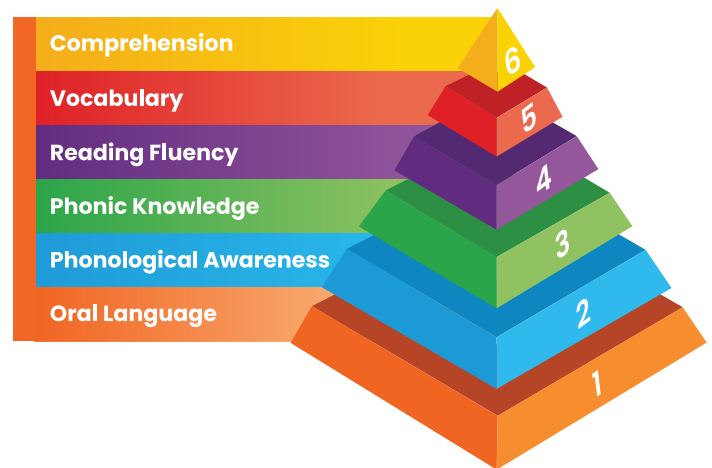 Comprehension
6
Vocabulary
5
Reading Fluency
4
Phonic Knowledge
3
Phonological Awareness
2
Oral Language
1